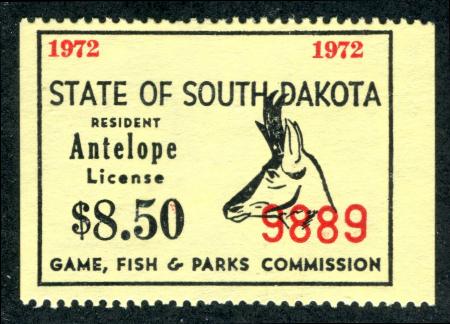 1972 1972
STATE OF SOUTH DAKOTA
RESIDENT
Antelope
License
$8.50 9889
GAME, FISH & PARKS COMMISSION